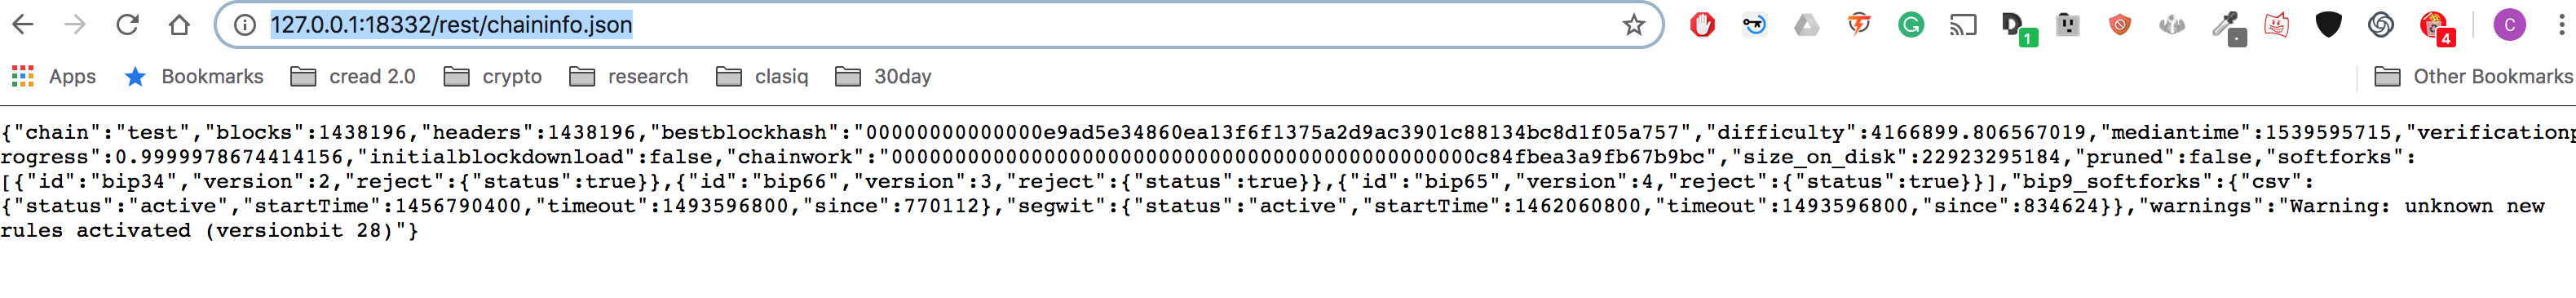 127.0.0.1:18332/rest/chaininfo.json
1
4
C
Apps Bookmarks cread 2.0 crypto research clasiq 30day Other Bookmarks
{"chain":"test","blocks":1438196,"headers":1438196,"bestblockhash":"00000000000000e9ad5e34860ea13f6f1375a2d9ac3901c88134bc8d1f05a757","difficulty":4166899.806567019,"mediantime":1539595715,"verificationp
rogress":0.9999978674414156,"initialblockdownload":false,"chainwork":"0000000000000000000000000000000000000000000000c84fbea3a9fb67b9bc","size_on_disk":22923295184,"pruned":false,"softforks":
[{"id":"bip34","version":2,"reject":{"status":true}},{"id":"bip66","version":3,"reject":{"status":true}},{"id":"bip65","version":4,"reject":{"status":true}}],"bip9_softforks":{"csv":
{"status":"active","startTime":1456790400,"timeout":1493596800,"since":770112},"segwit":{"status":"active","startTime":1462060800,"timeout":1493596800,"since":834624}},"warnings":"Warning: unknown new
rules activated (versionbit 28)"}